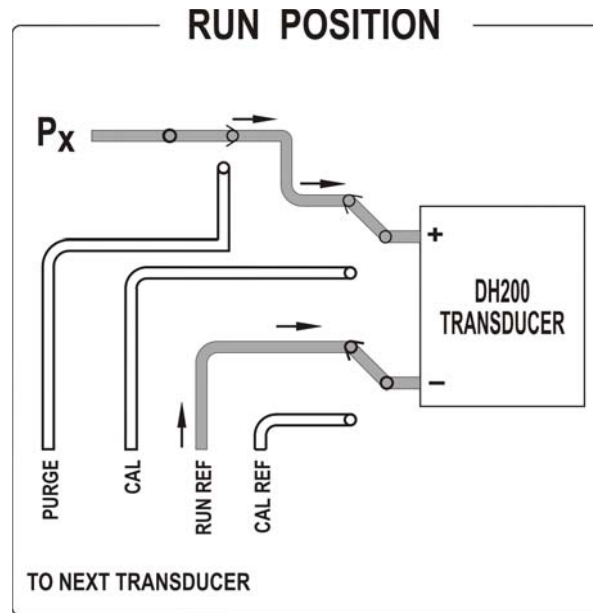 RUN POSITION
Px
+
DH200
TRANSDUCER
−
PURGE
CAL
RUN REF
CAL REF
TO NEXT TRANSDUCER